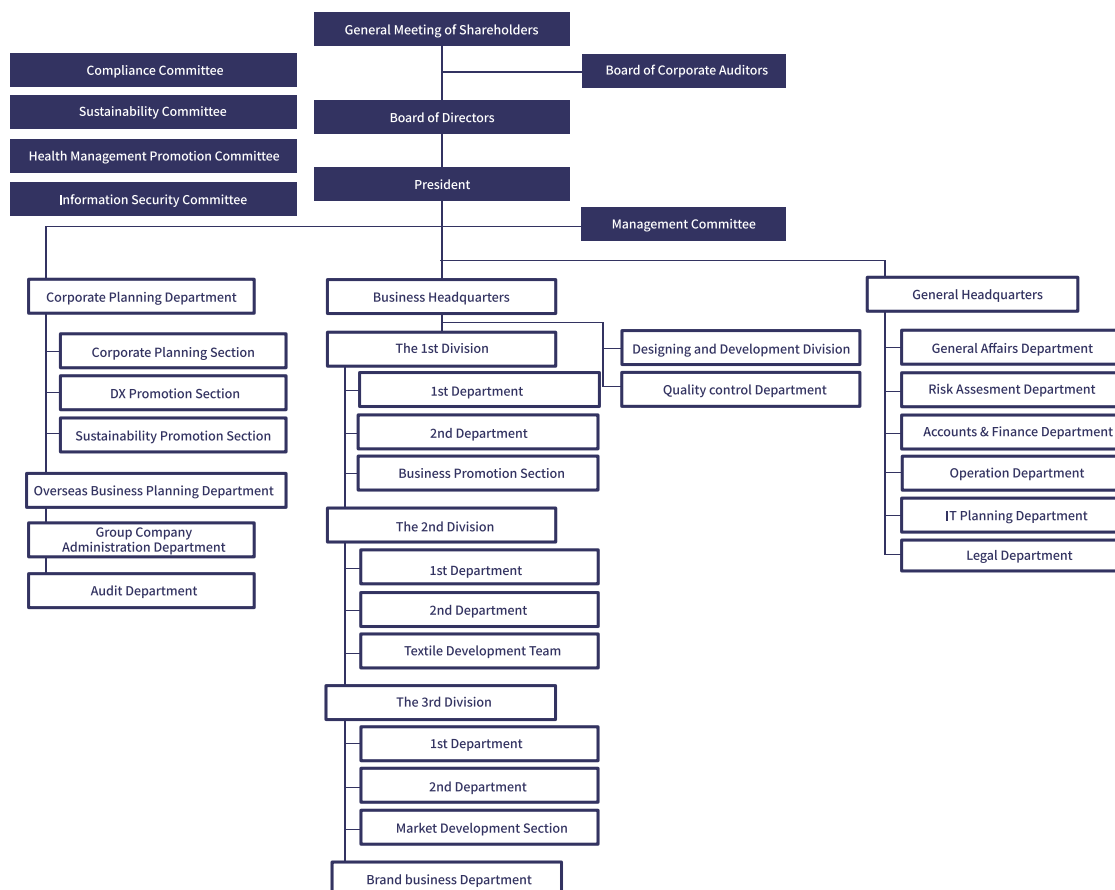 General Meeting of Shareholders
Compliance Committee
Board of Corporate Auditors
Sustainability Committee
Board of Directors
Health Management Promotion Committee
President
Information Security Committee
Management Committee
Corporate Planning Department
Corporate Planning Section
DX Promotion Section
Sustainability Promotion Section
Overseas Business Planning Department
Group Company
Administration Department
Audit Department
Business Headquarters
Designing and Development Division
Quality control Department
The 1st Division
1st Department
2nd Department
Business Promotion Section
The 2nd Division
1st Department
2nd Department
Textile Development Team
The 3rd Division
1st Department
2nd Department
Market Development Section
Brand business Department
General Headquarters
General Affairs Department
Risk Assesment Department
Accounts & Finance Department
Operation Department
IT Planning Department
Legal Department